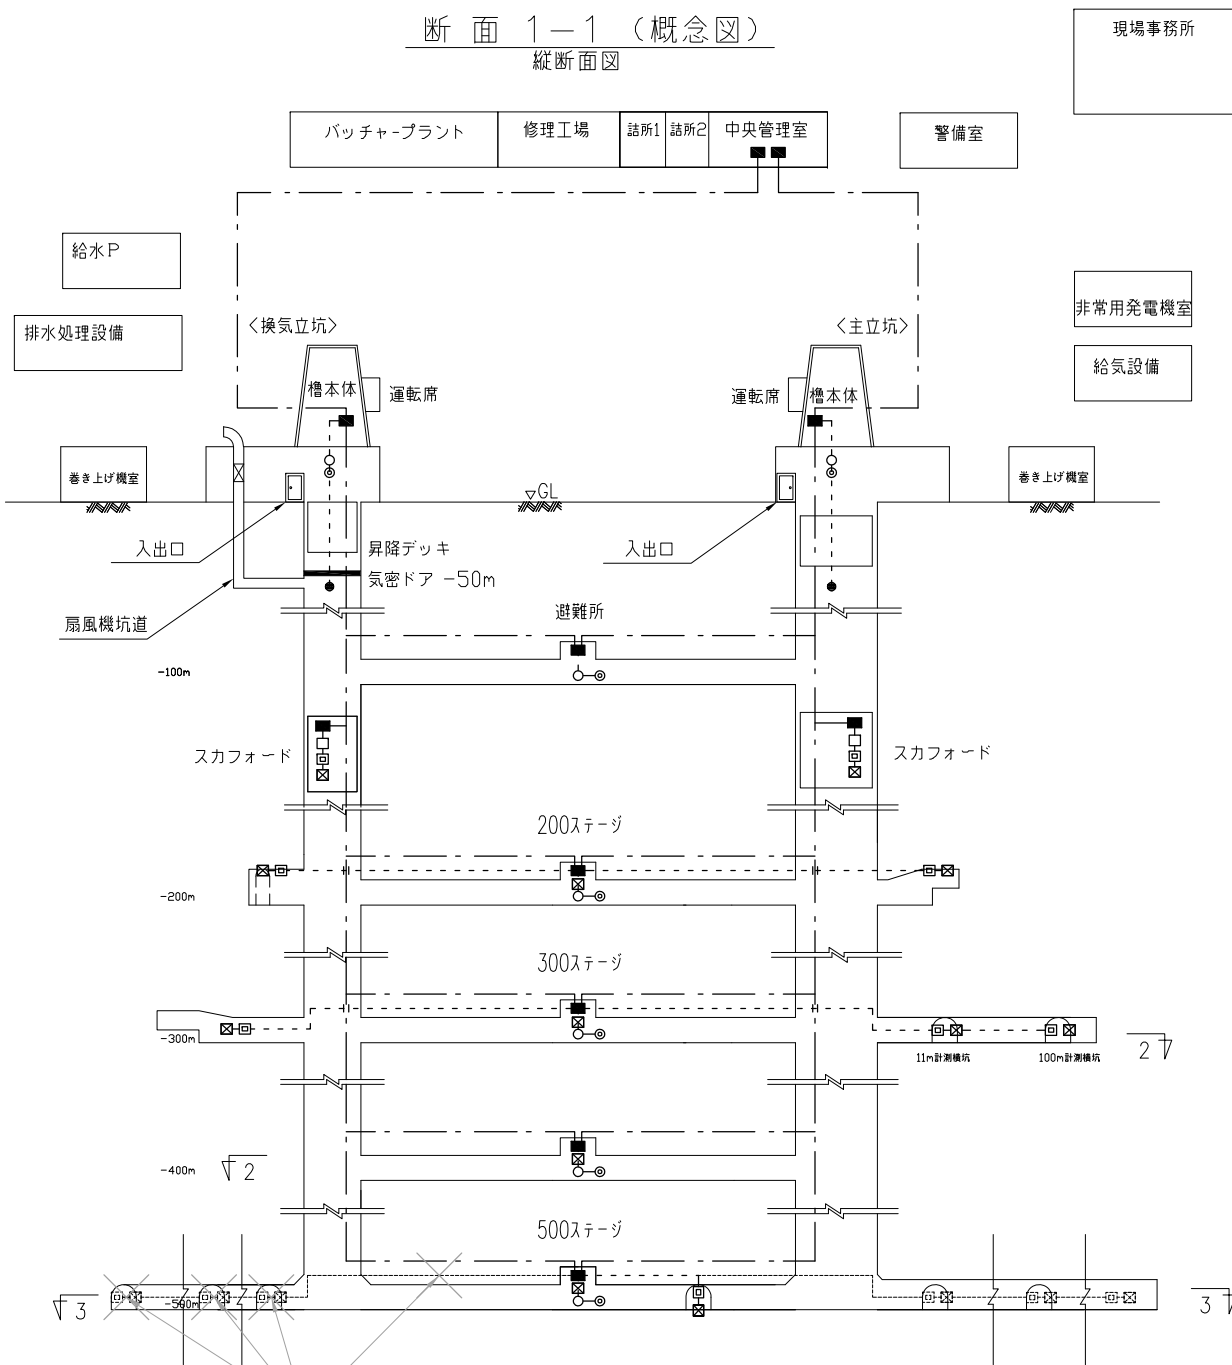 断面 1－1 （概念図）
縦断面図
現場事務所
バッチャープラント
修理工場
詰所1
詰所2
中央管理室
警備室
給水P
排水処理設備
非常用発電機室
給気設備
〈換気立坑〉
〈主立坑〉
櫓本体
運転席
運転席
櫓本体
巻き上げ機室
巻き上げ機室
▽GL
入出口
入出口
昇降デッキ
気密ドア -50m
扇風機坑道
避難所
-100m
スカフォード
スカフォード
200ステージ
-200m
300ステージ
-300m
11m計測横坑
100m計測横坑
2
-400m
2
500ステージ
-500m
3
3